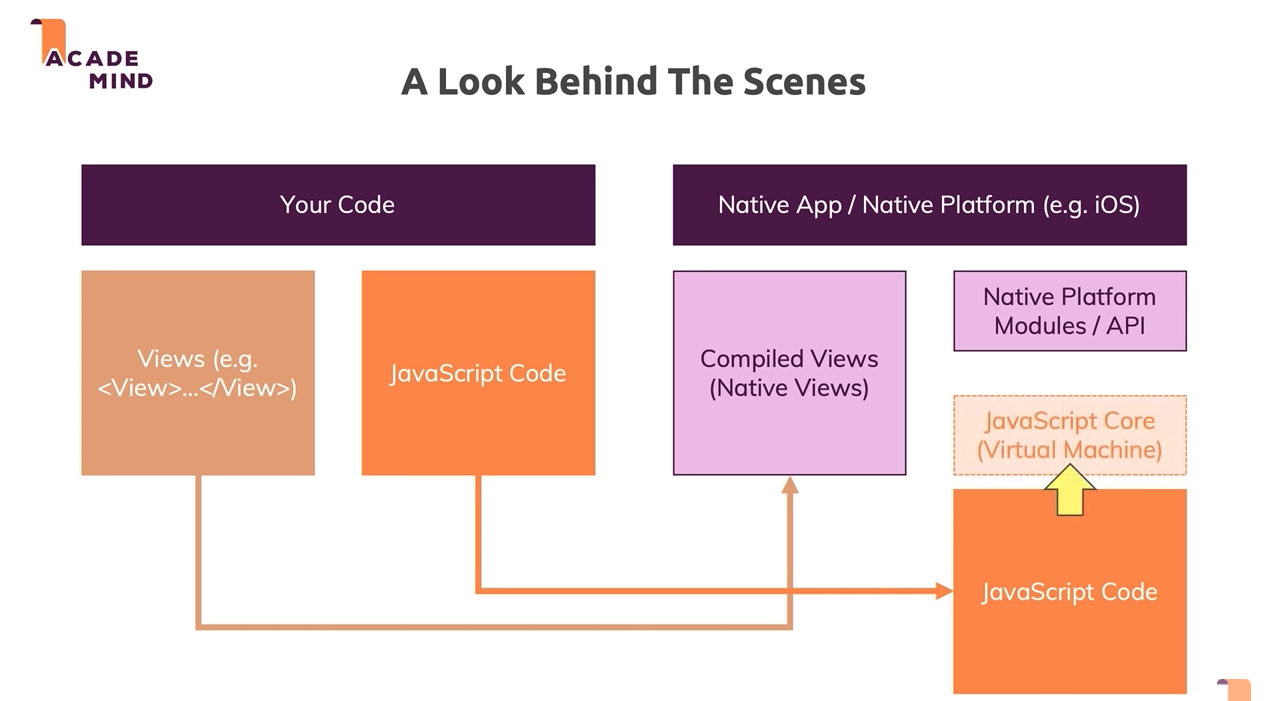 ACADE
MIND
A Look Behind The Scenes
Your Code
Native App / Native Platform (e.g. iOS)
Views (e.g.
<View>...</View>)
JavaScript Code
Compiled Views
(Native Views)
Native Platform
Modules / API
JavaScript Core
(Virtual Machine)
JavaScript Code